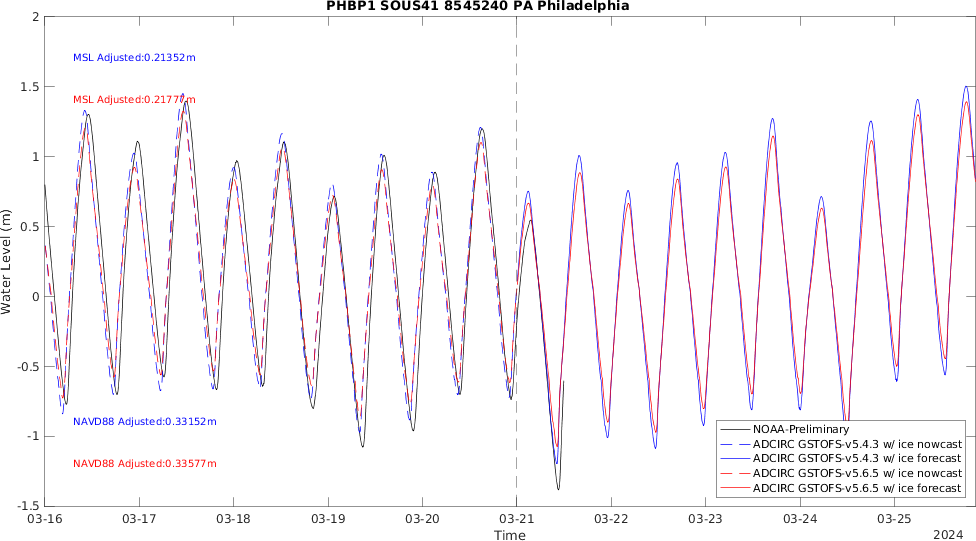 PHBP1 SOUS41 8545240 PA Philadelphia
2
1.5
1
0.5
0
-0.5
-1
-1.5
Water Level (m)
MSL Adjusted:0.21352m
MSL Adjusted:0.21777m
NAVD88 Adjusted:0.33152m
NAVD88 Adjusted:0.33577m
NOAA-Preliminary
ADCIRC GSTOFS-v5.4.3 w/ ice nowcast
ADCIRC GSTOFS-v5.4.3 w/ ice forecast
ADCIRC GSTOFS-v5.6.5 w/ ice nowcast
ADCIRC GSTOFS-v5.6.5 w/ ice forecast
03-16 03-17 03-18 03-19 03-20 03-21 03-22 03-23 03-24 03-25
Time
2024